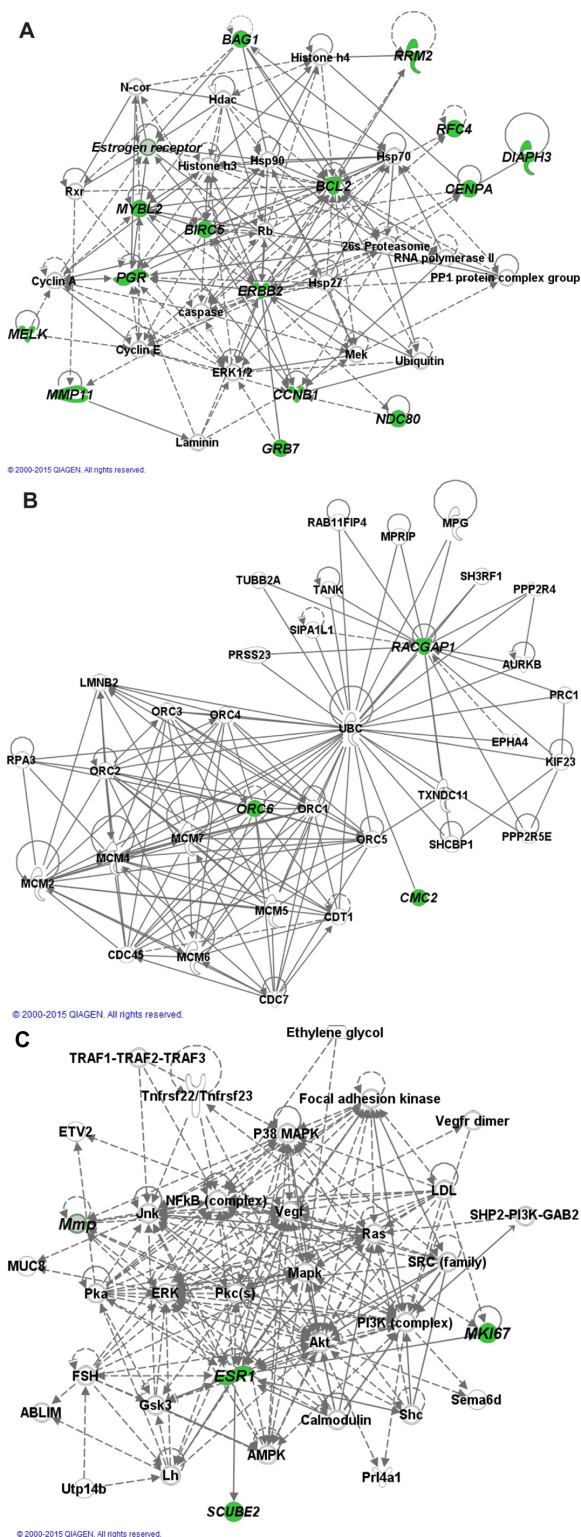 A
BAG1
RRM2
Histone h4
N-cor
Hdac
RFC4
Estrogen receptor
DIAPH3
Histone h3
Hsp90
Hsp70
Rxr
BCL2
CENPA
MYBL2
BIRC5
Rb
26s Proteasome
RNA polymerase II
Cyclin A
PGR
ERBB2
Hsp27
PP1 protein complex group
caspase
MELK
Cyclin E
Mek
Ubiquitin
ERK1/2
MMP11
CCNB1
NDC80
Laminin
GRB7
© 2000-2015 QIAGEN. All rights reserved.
B
RAB11FIP4
MPG
MPRIP
TUBB2A
TANK
SH3RF1
PPP2R4
SIPA1L1
RACGAP1
PRSS23
AURKB
LMNB2
PRC1
ORC3
ORC4
UBC
EPHA4
RPA3
ORC2
KIF23
TXNDC11
ORC6
ORC1
MCM7
ORC5
SHCBP1
PPP2R5E
MCM4
MCM2
CMC2
MCM5
CDT1
CDC45
MCM6
CDC7
© 2000-2015 QIAGEN. All rights reserved.
C
Ethylene glycol
TRAF1-TRAF2-TRAF3
Tnfrsf22/Tnfrsf23
Focal adhesion kinase
Vegfr dimer
ETV2
P38 MAPK
LDL
NFkB (complex)
Mmp
Jnk
Vegf
SHP2-PI3K-GAB2
Ras
MUC8
SRC (family)
Mapk
Pka
ERK
Pkc(s)
PI3K (complex)
MKI67
Akt
FSH
ESR1
Sema6d
ABLIM
Gsk3
Calmodulin
Shc
AMPK
Lh
Prl4a1
Utp14b
SCUBE2
© 2000-2015 QIAGEN. All rights reserved.